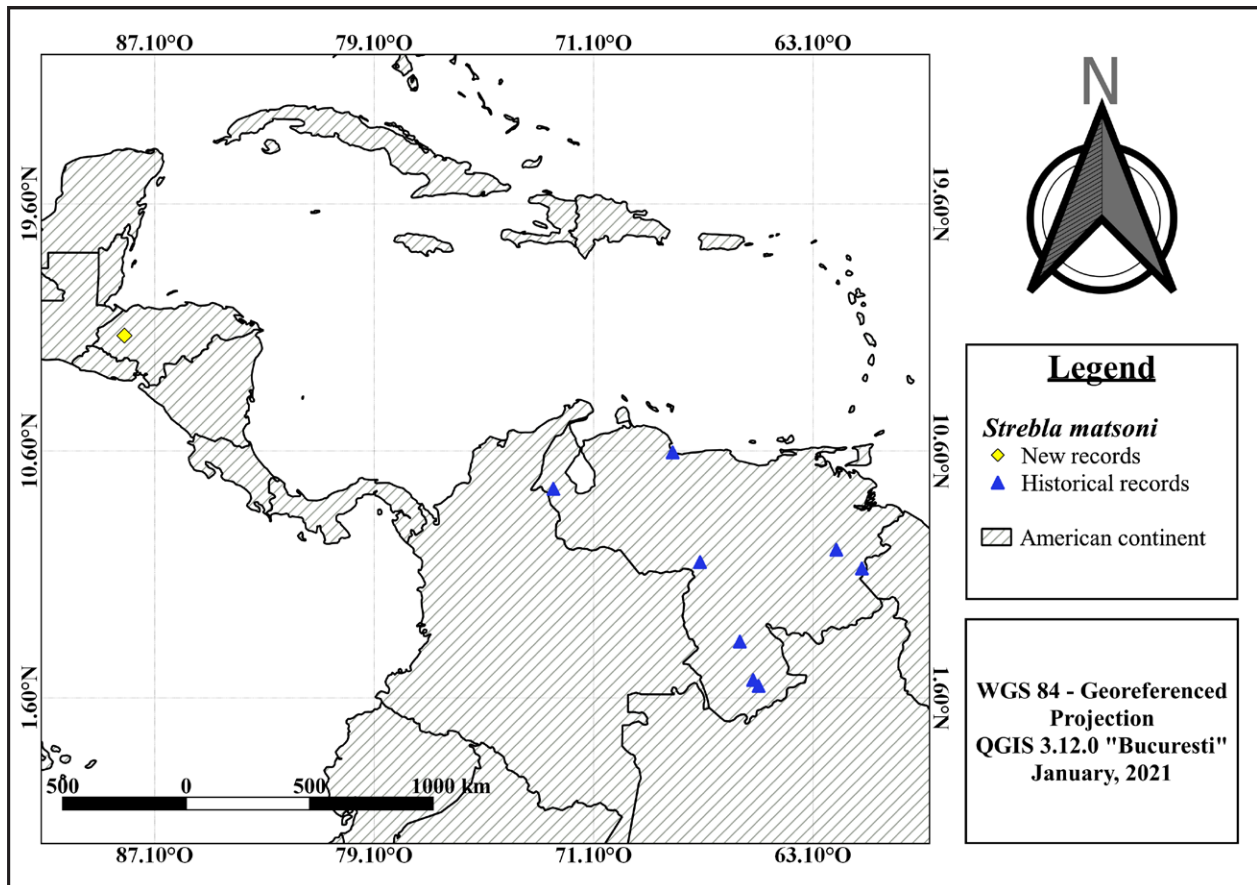 87.10°O 79.10°O 71.10°O 63.10°O
19.60°N 19.60°N
10.60°N 10.60°N
1.60°N 1.60°N
500 0 500 1000 km
87.10°O 79.10°O 71.10°O 63.10°O
N
Legend
Strebla matsoni
New records
Historical records
American continent
WGS 84 - Georeferenced
Projection
QGIS 3.12.0 "Bucuresti"
January, 2021